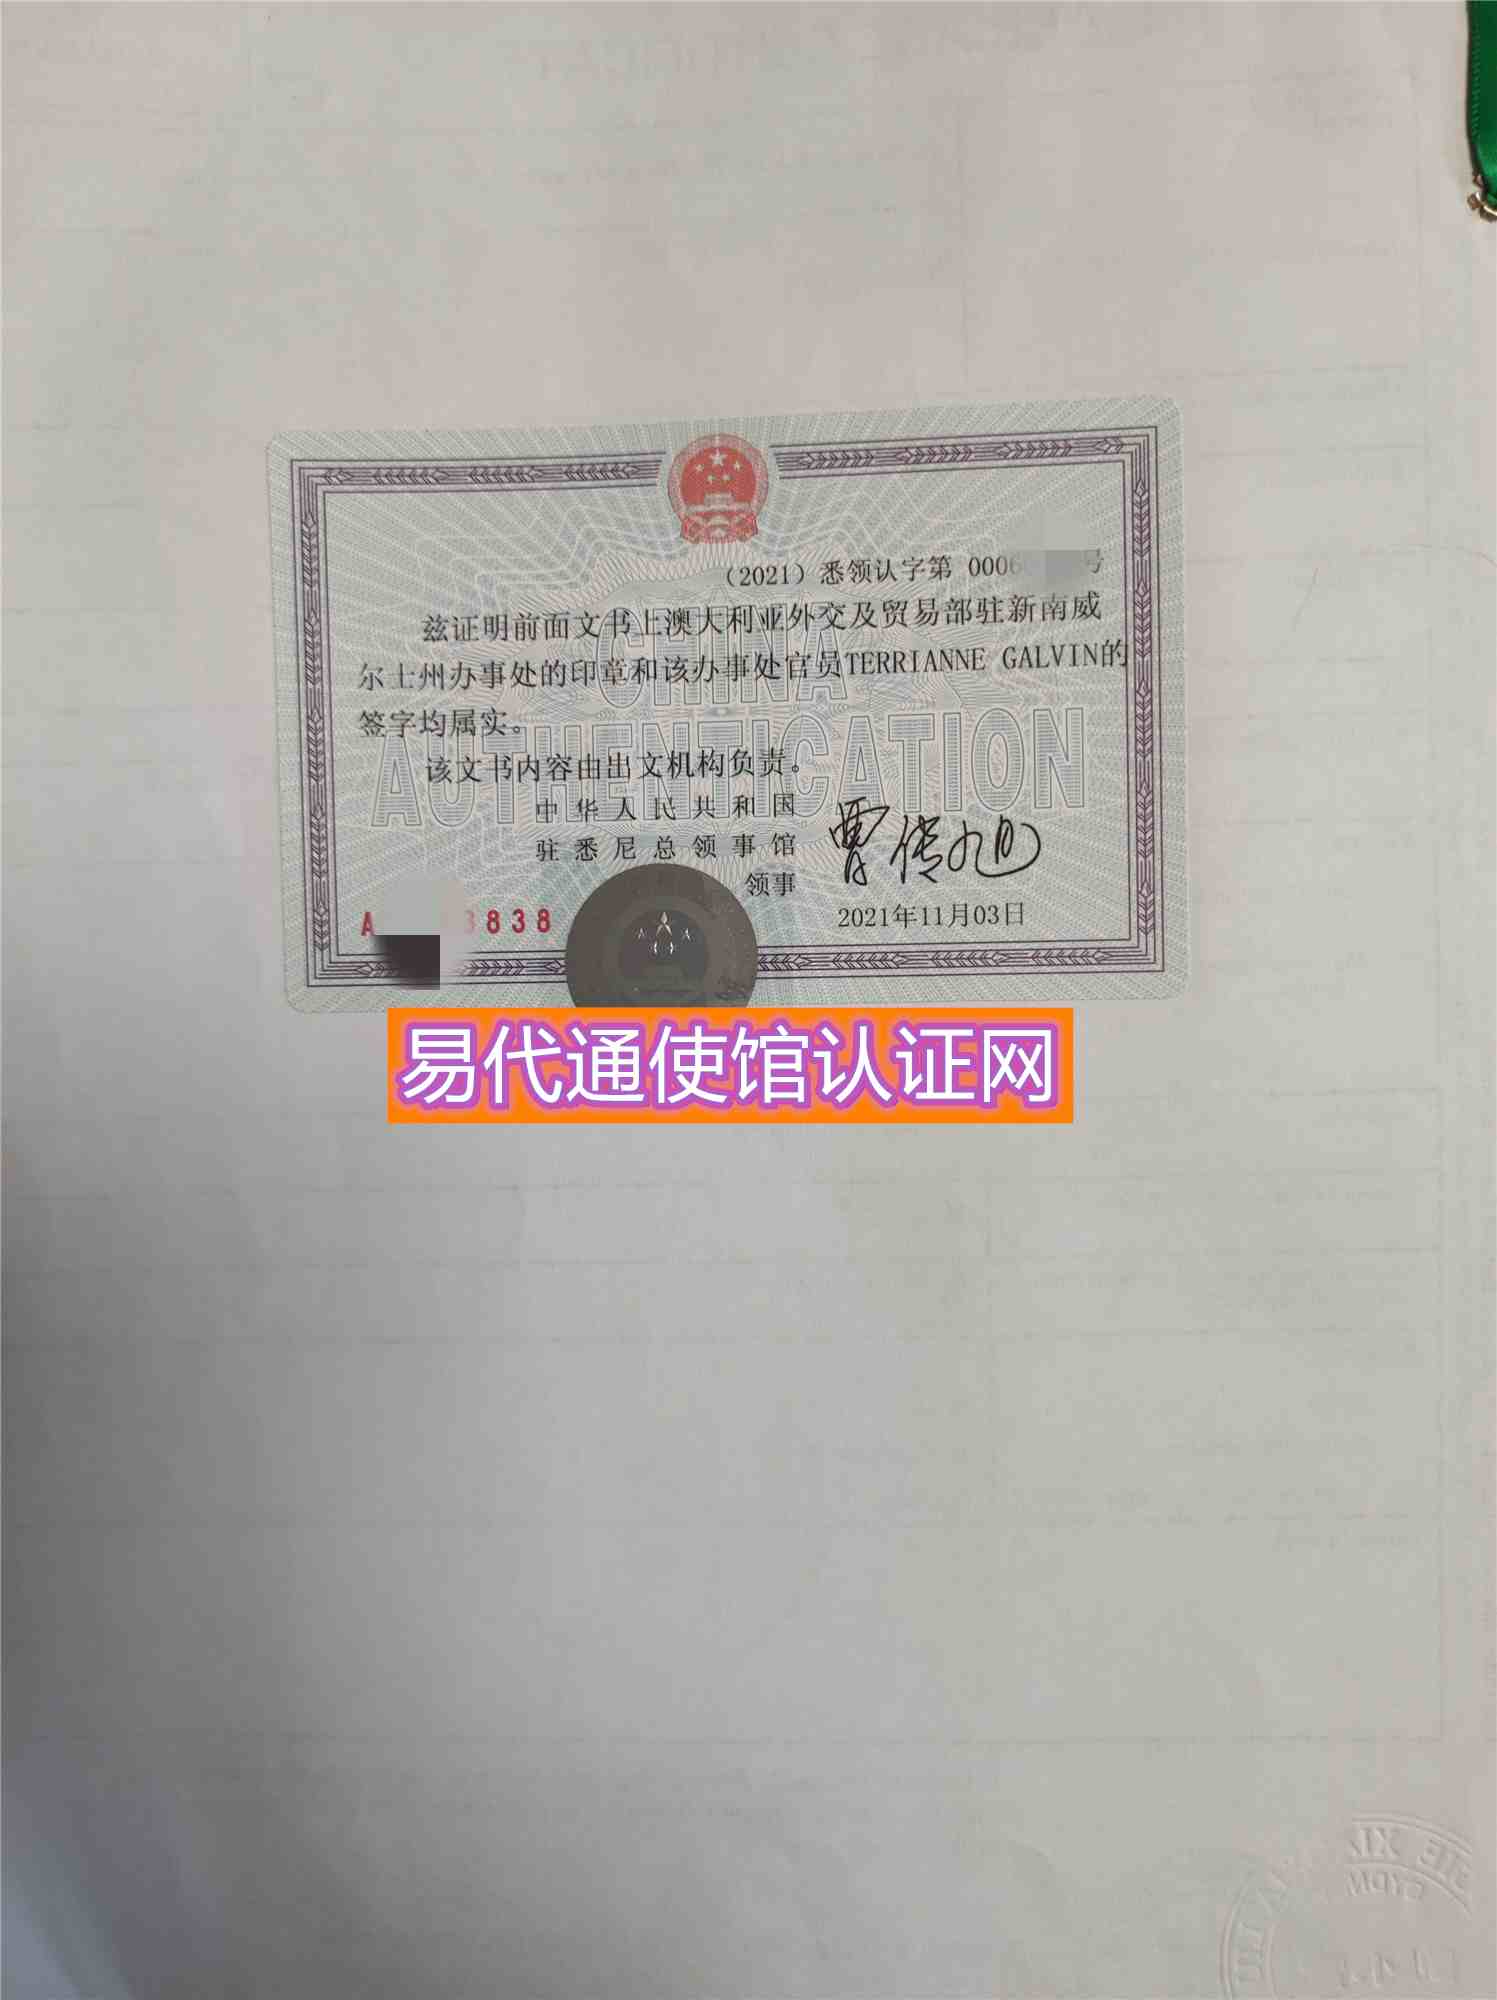 （2021）悉领认字第 0006 号
兹证明前面文书上澳大利亚外交及贸易部驻新南威
尔士州办事处的印章和该办事处官员TERRIANNE GALVIN的
签字均属实。
该文书内容由出文机构负责。
CHINA
AUTHENTICATION
中华人民共和国
驻悉尼总领事馆
领事
2021年11月03日
A 3838
易代通使馆认证网